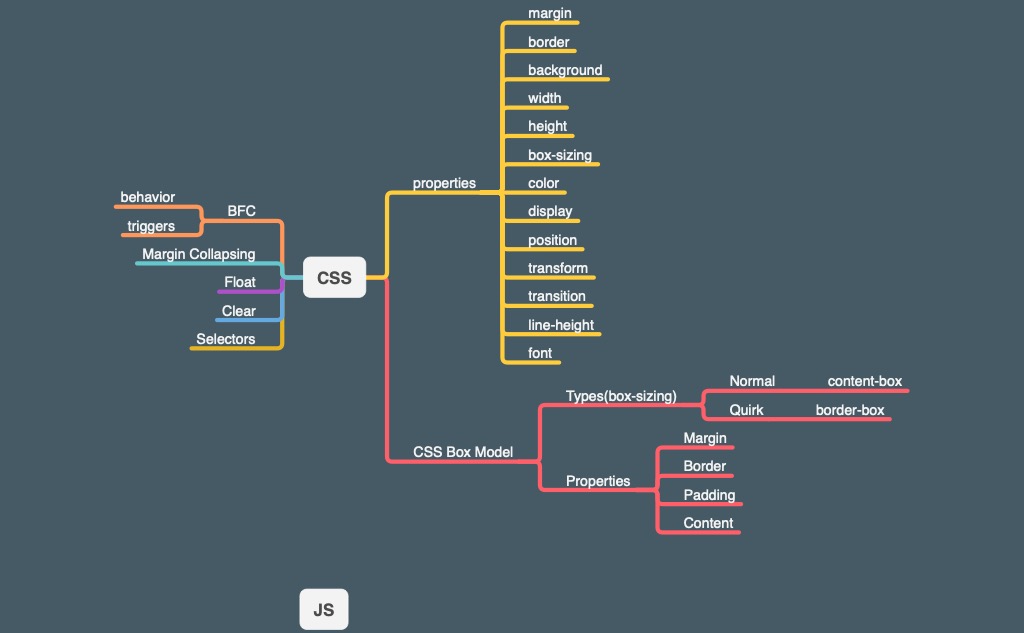 margin
border
background
width
height
box-sizing
properties
color
display
position
transform
transition
line-height
font
behavior
BFC
triggers
Margin Collapsing
Float
Clear
Selectors
CSS
Types(box-sizing)
Normal content-box
Quirk border-box
CSS Box Model
Properties
Margin
Border
Padding
Content
JS